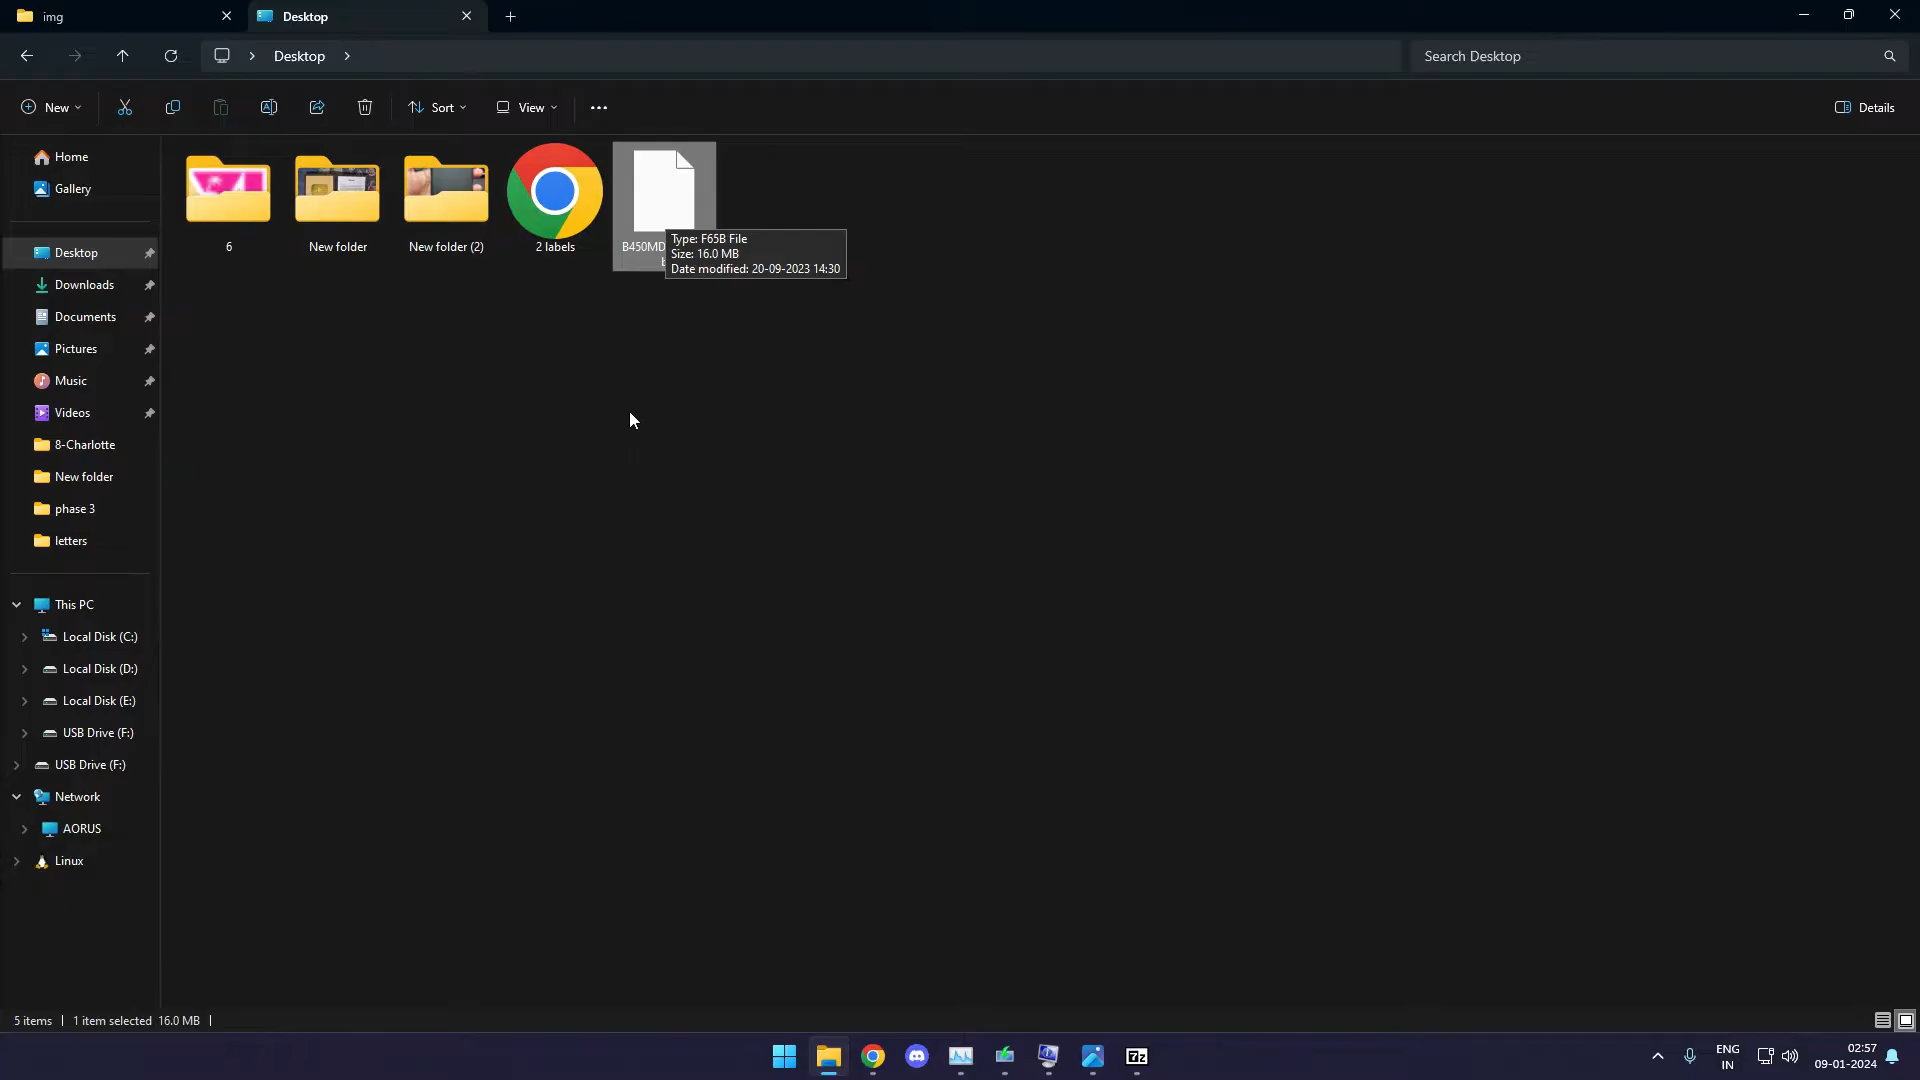 img
Desktop
Desktop
Search Desktop
New
Sort
View
Details
Home
Gallery
Desktop
Downloads
Documents
Pictures
Music
Videos
8-Charlotte
New folder
phase 3
letters
This PC
Local Disk (C:)
Local Disk (D:)
Local Disk (E:)
USB Drive (F:)
USB Drive (F:)
Network
AORUS
Linux
6
New folder
New folder (2)
2 labels
B450MD
Type: F65B File
Size: 16.0 MB
Date modified: 20-09-2023 14:30
5 items
1 item selected 16.0 MB
7z
ENG
IN
02:57
09-01-2024